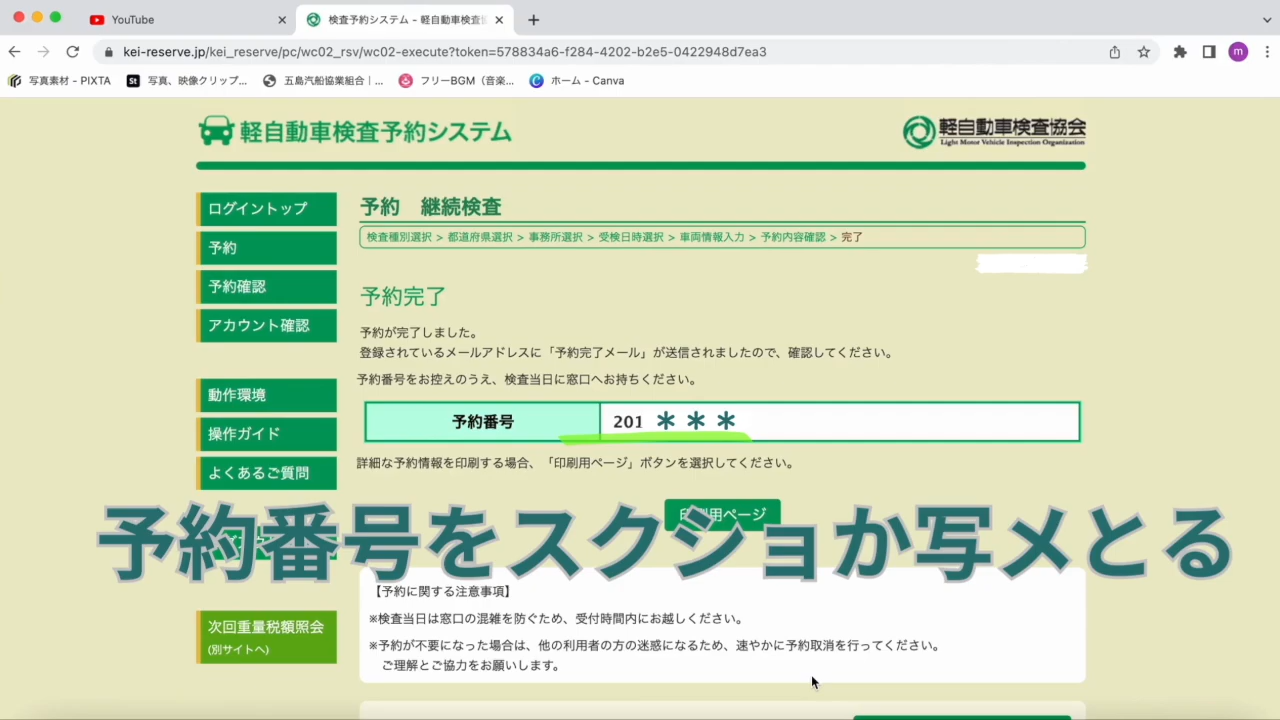 YouTube
検査予約システム - 軽自動車検査協
kei-reserve.jp/kei_reserve/pc/wc02_rsv/wc02-execute?token=578834a6-f284-4202-b2e5-0422948d7ea3
m
写真素材 - PIXTA
St 写真、映像クリップ...
五島汽船協業組合｜...
フリーBGM（音楽...
C ホーム - Canva
軽自動車検査予約システム
軽自動車検査協会
Light Motor Vehicle Inspection Organization
ログイントップ
予約
予約確認
アカウント確認
動作環境
操作ガイド
よくあるご質問
次回重量税額照会
(別サイトへ)
予約 継続検査
検査種別選択 > 都道府県選択 > 事務所選択 > 受検日時選択 > 車両情報入力 > 予約内容確認 > 完了
予約完了
予約が完了しました。
登録されているメールアドレスに「予約完了メール」が送信されましたので、確認してください。
予約番号をお控えのうえ、検査当日に窓口へお持ちください。
予約番号 201 ＊＊＊
詳細な予約情報を印刷する場合、「印刷用ページ」ボタンを選択してください。
印刷用ページ
予約番号をスクショか写メとる
【予約に関する注意事項】
※検査当日は窓口の混雑を防ぐため、受付時間内にお越しください。
※予約が不要になった場合は、他の利用者の方の迷惑になるため、速やかに予約取消を行ってください。
ご理解とご協力をお願いします。